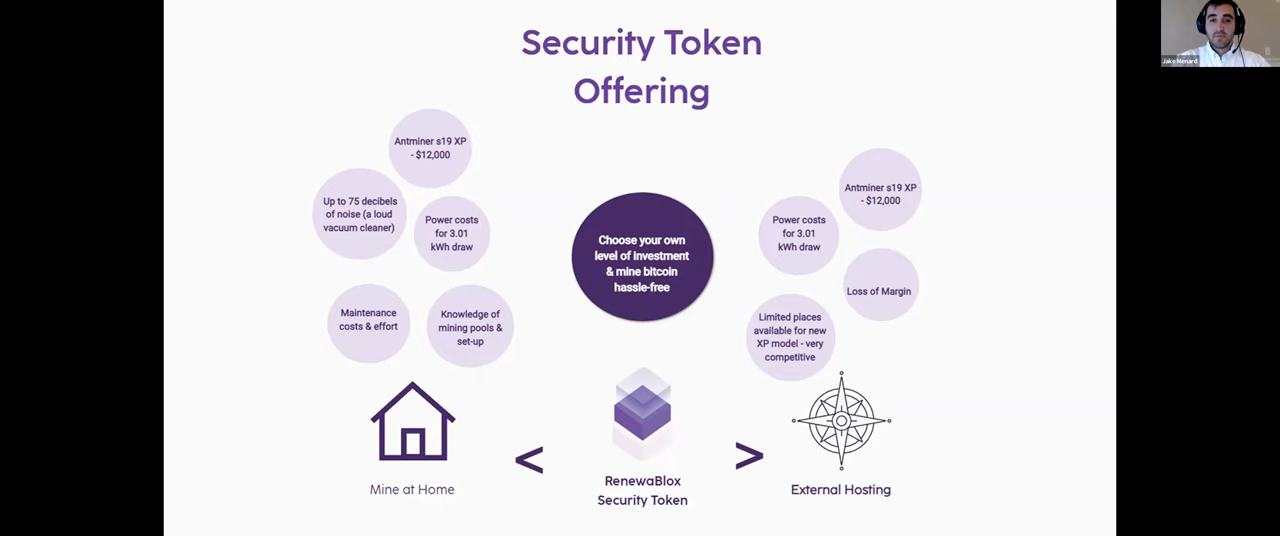 Security Token
Offering
Jake Menard
Antminer s19 XP
- $12,000
Up to 75 decibels
of noise (a loud
vacuum cleaner)
Power costs
for 3.01
kWh draw
Maintenance
costs & effort
Knowledge of
mining pools &
set-up
Choose your own
level of investment
& mine bitcoin
hassle-free
Antminer s19 XP
- $12,000
Power costs
for 3.01
kWh draw
Loss of Margin
Limited places
available for new
XP model - very
competitive
<
>
Mine at Home
RenewaBlox
Security Token
External Hosting